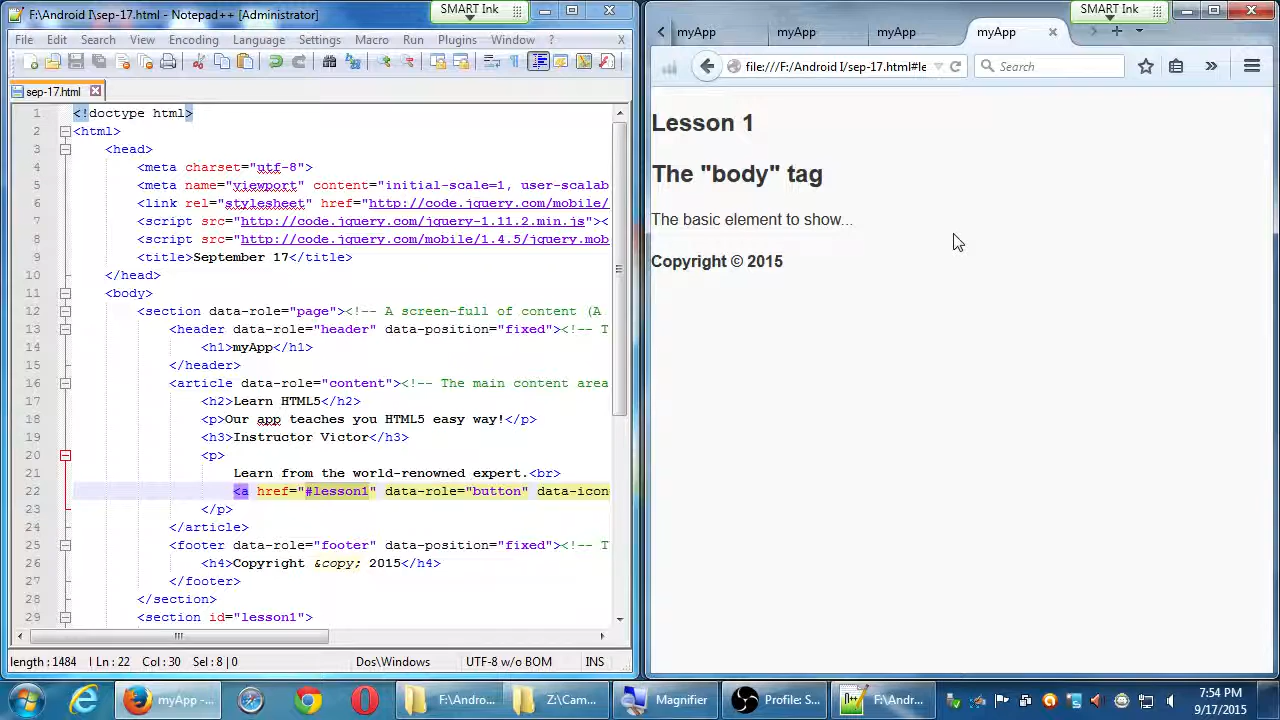 F:\Android I\sep-17.html - Notepad++ [Administrator]
SMART Ink
File Edit Search View Encoding Language Settings Macro Run Plugins Window ? X
sep-17.html
1 <!doctype html>
2 <html>
3 <head>
4 <meta charset="utf-8">
5 <meta name="viewport" content="initial-scale=1, user-scalab
6 <link rel="stylesheet" href="http://code.jquery.com/mobile/
7 <script src="http://code.jquery.com/jquery-1.11.2.min.js"><
8 <script src="http://code.jquery.com/mobile/1.4.5/jquery.mob
9 <title>September 17</title>
10 </head>
11 <body>
12 <section data-role="page"><!-- A screen-full of content (A
13 <header data-role="header" data-position="fixed"><!-- T
14 <h1>myApp</h1>
15 </header>
16 <article data-role="content"><!-- The main content area
17 <h2>Learn HTML5</h2>
18 <p>Our app teaches you HTML5 easy way!</p>
19 <h3>Instructor Victor</h3>
20 <p>
21 Learn from the world-renowned expert.<br>
22 <a href="#lesson1" data-role="button" data-icon
23 </p>
24 </article>
25 <footer data-role="footer" data-position="fixed"><!-- T
26 <h4>Copyright &copy; 2015</h4>
27 </footer>
28 </section>
29 <section id="lesson1">
length : 1484 l Ln : 22 Col : 30 Sel : 8 | 0 Dos\Windows UTF-8 w/o BOM INS
SMART Ink
myApp myApp myApp myApp
file:///F:/Android I/sep-17.html#le Search
Lesson 1
The "body" tag
The basic element to show...
Copyright © 2015
myApp -... F:\Andro... Z:\Cam... Magnifier Profile: S... F:\Andr...
7:54 PM
9/17/2015